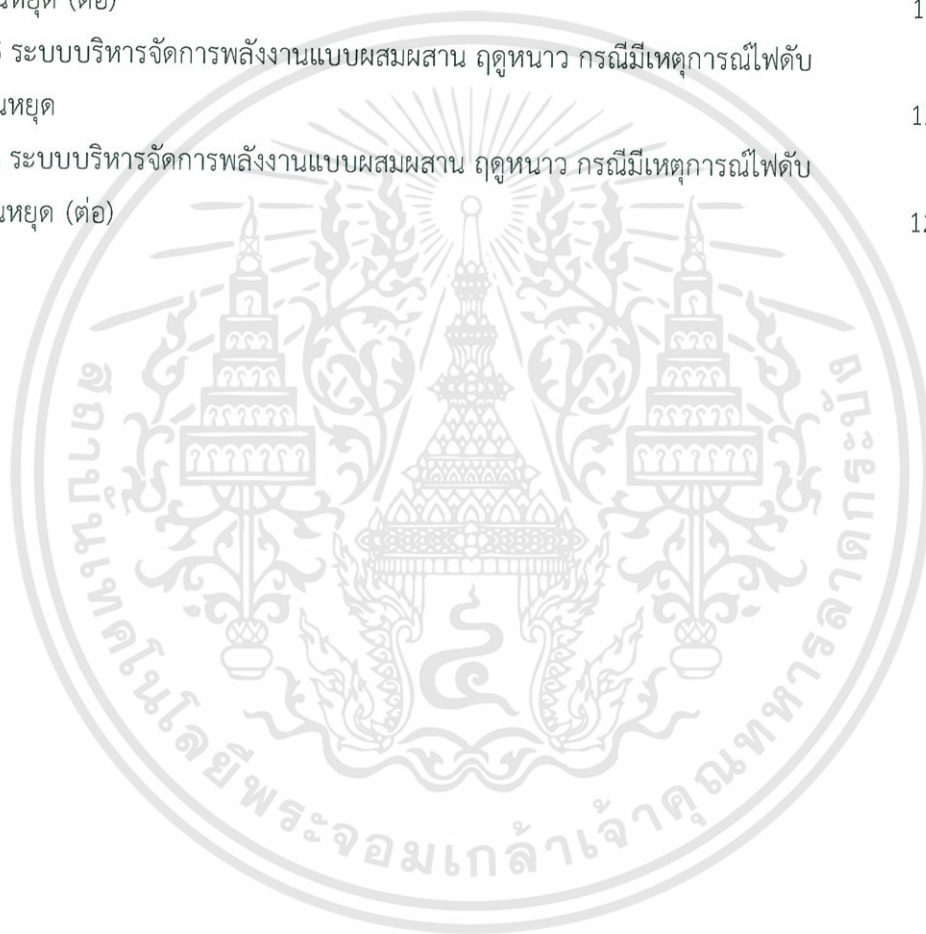 นหยุด (ต่อ)
ระบบบริหารจัดการพลังงานแบบผสมผสาน ฤดูหนาว กรณีมีเหตุการณ์ไฟดับ
นหยุด
ระบบบริหารจัดการพลังงานแบบผสมผสาน ฤดูหนาว กรณีมีเหตุการณ์ไฟดับ
นหยุด (ต่อ)
สถาบันเทคโนโลยีพระจอมเกล้าเจ้าคุณทหารลาดกระบัง